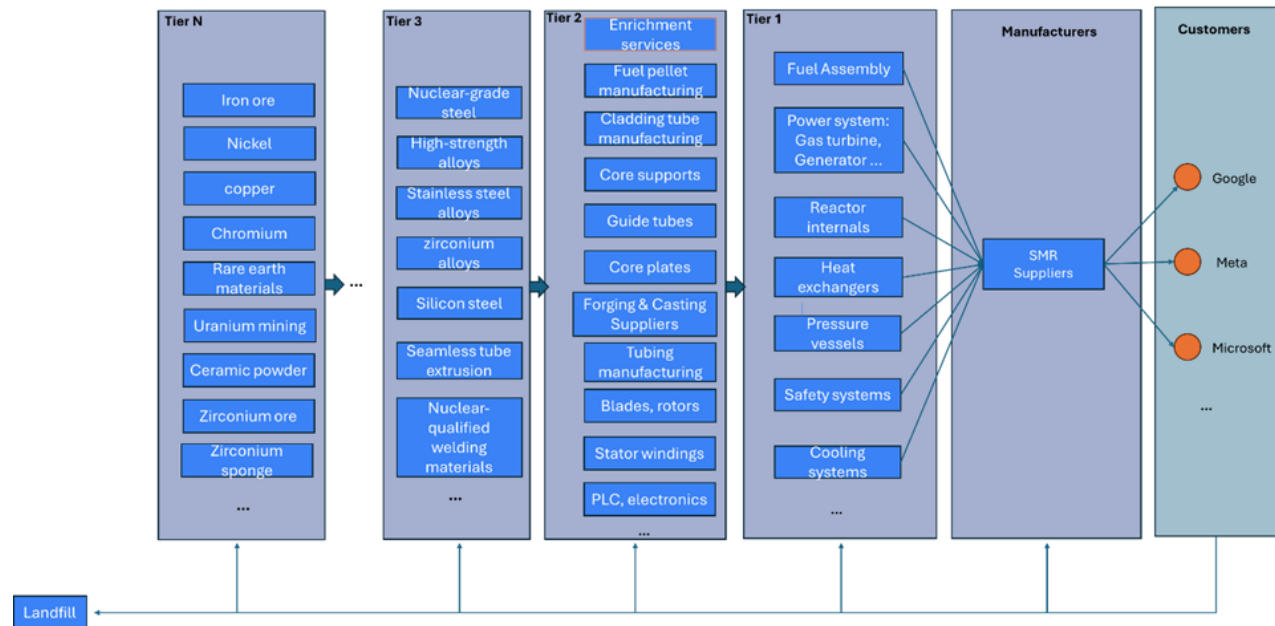 Tier N
Iron ore
Nickel
copper
Chromium
Rare earth
materials
Uranium mining
Ceramic powder
Zirconium ore
Zirconium
sponge
...
...
Tier 3
Nuclear-grade
steel
High-strength
alloys
Stainless steel
alloys
zirconium
alloys
Silicon steel
Seamless tube
extrusion
Nuclear-
qualified
welding
materials
...
Tier 2
Enrichment
services
Fuel pellet
manufacturing
Cladding tube
manufacturing
Core supports
Guide tubes
Core plates
Forging & Casting
Suppliers
Tubing
manufacturing
Blades, rotors
Stator windings
PLC, electronics
...
Tier 1
Fuel Assembly
Power system:
Gas turbine,
Generator ...
Reactor
internals
Heat
exchangers
Pressure
vessels
Safety systems
Cooling
systems
...
Manufacturers
SMR
Suppliers
Customers
Google
Meta
Microsoft
...
Landfill